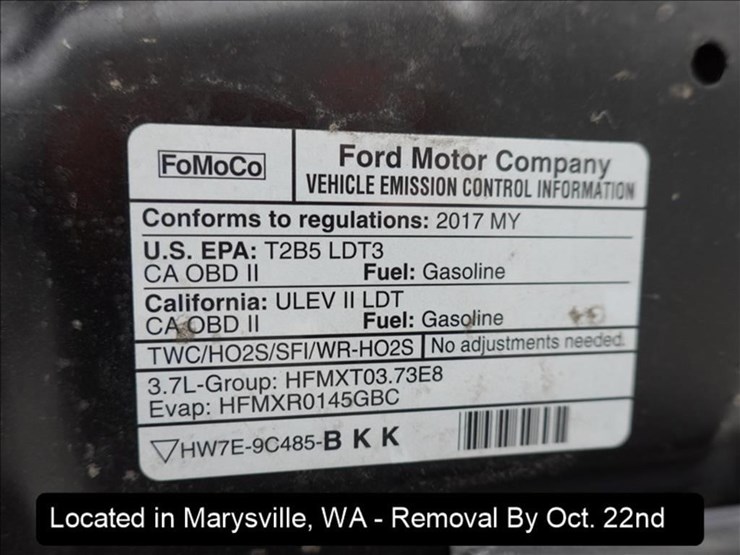 FoMoCo
Ford Motor Company
VEHICLE EMISSION CONTROL INFORMATION
Conforms to regulations: 2017 MY
U.S. EPA: T2B5 LDT3
CA OBD II Fuel: Gasoline
California: ULEV II LDT
CA OBD II Fuel: Gasoline
TWC/HO2S/SFI/WR-HO2S No adjustments needed.
3.7L-Group: HFMXT03.73E8
Evap: HFMXR0145GBC
HW7E-9C485-B K K
Located in Marysville, WA - Removal By Oct. 22nd